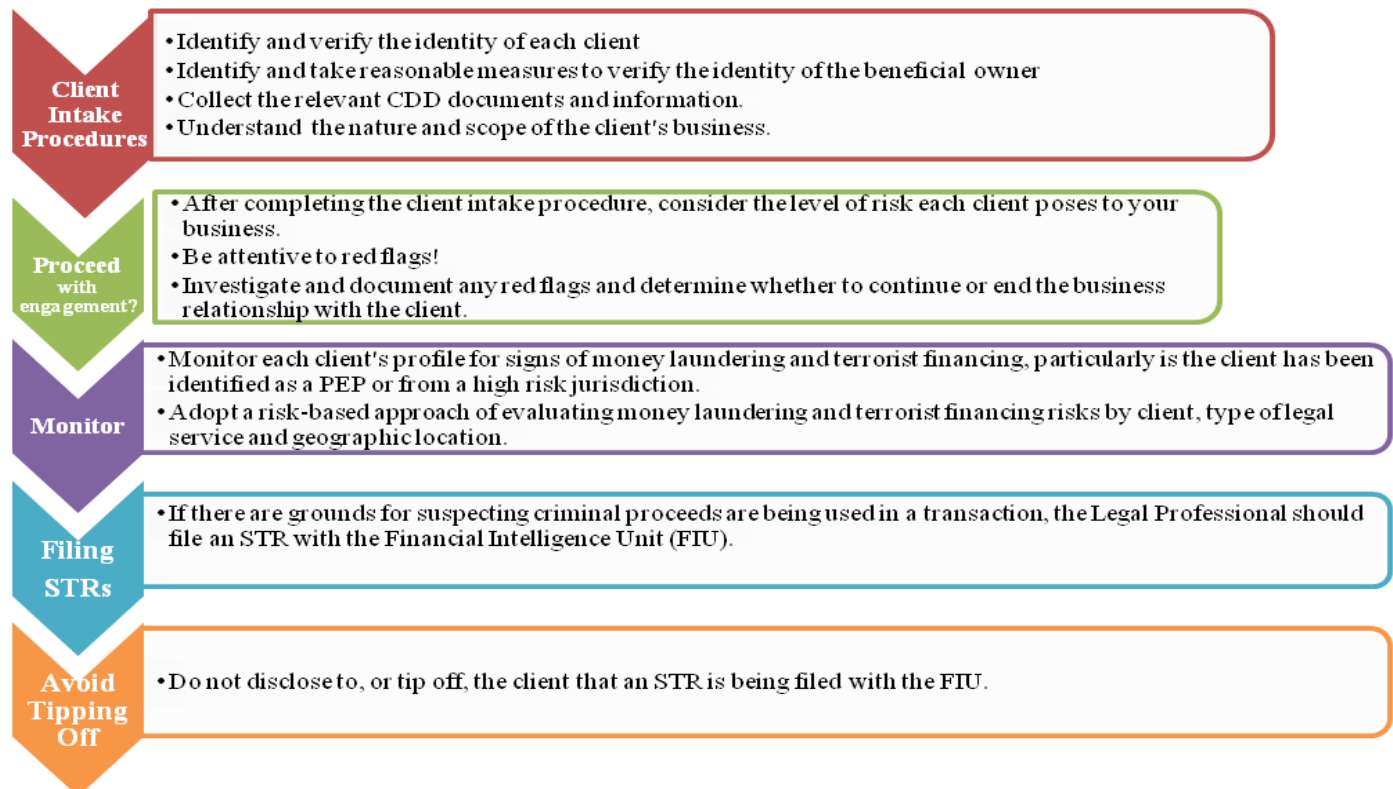 Client
Intake
Procedures
•Identify and verify the identity of each client
•Identify and take reasonable measures to verify the identity of the beneficial owner
•Collect the relevant CDD documents and information.
•Understand the nature and scope of the client's business.
Proceed
with
engagement?
•After completing the client intake procedure, consider the level of risk each client poses to your
business.
•Be attentive to red flags!
•Investigate and document any red flags and determine whether to continue or end the business
relationship with the client.
Monitor
•Monitor each client's profile for signs of money laundering and terrorist financing, particularly is the client has been
identified as a PEP or from a high risk jurisdiction.
•Adopt a risk-based approach of evaluating money laundering and terrorist financing risks by client, type of legal
service and geographic location.
Filing
STRs
•If there are grounds for suspecting criminal proceeds are being used in a transaction, the Legal Professional should
file an STR with the Financial Intelligence Unit (FIU).
Avoid
Tipping
Off
•Do not disclose to, or tip off, the client that an STR is being filed with the FIU.